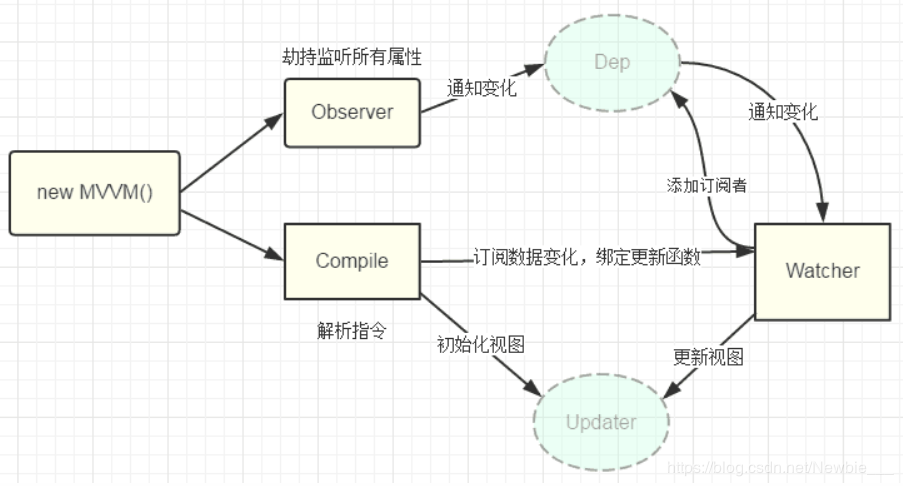 劫持监听所有属性
Dep
Observer
通知变化
通知变化
new MVVM()
添加订阅者
Compile
订阅数据变化，绑定更新函数
Watcher
解析指令
初始化视图
更新视图
Updater
https://blog.csdn.net/Newbie___